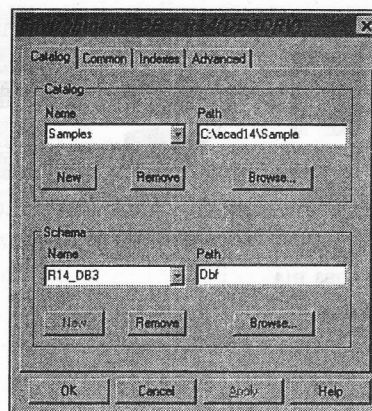 Catalog Common Indexes Advanced
Catalog
Name Path
Samples C:\acad14\Sample
New Remove Browse...
Schema
Name Path
R14_DB3 Dbf
New Remove Browse...
OK Cancel Apply Help